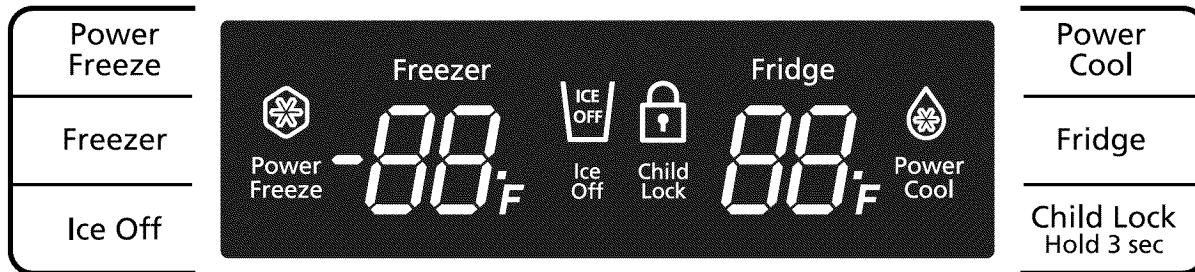 Power
Freeze
Freezer
Ice Off
Freezer
-88°F
Power
Freeze
ICE
OFF
Ice
Off
Child
Lock
Fridge
88°F
Power
Cool
Power
Cool
Fridge
Child Lock
Hold 3 sec